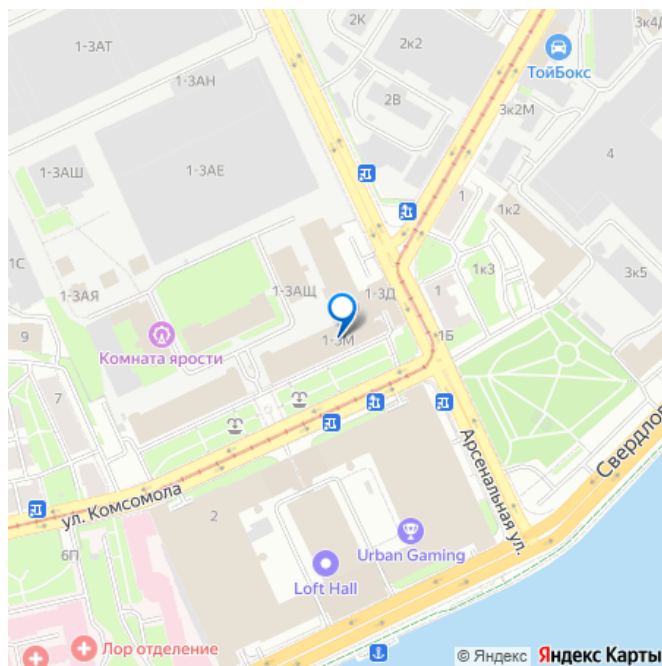 2К
3к4Д
1-3АТ
2к2
ТойБокс
1-3АН
2В
3к2М
1-3АЕ
4
1-3АШ
1
1к2
1С
1-3АЩ
1к3
3к5
1-3АЯ
1-3Д
1
9
1-3М
1Б
Комната ярости
7
Свердлов
ул. Комсомола
Арсенальная ул.
2
6П
Urban Gaming
Loft Hall
Лор отделение
© Яндекс Яндекс Карты